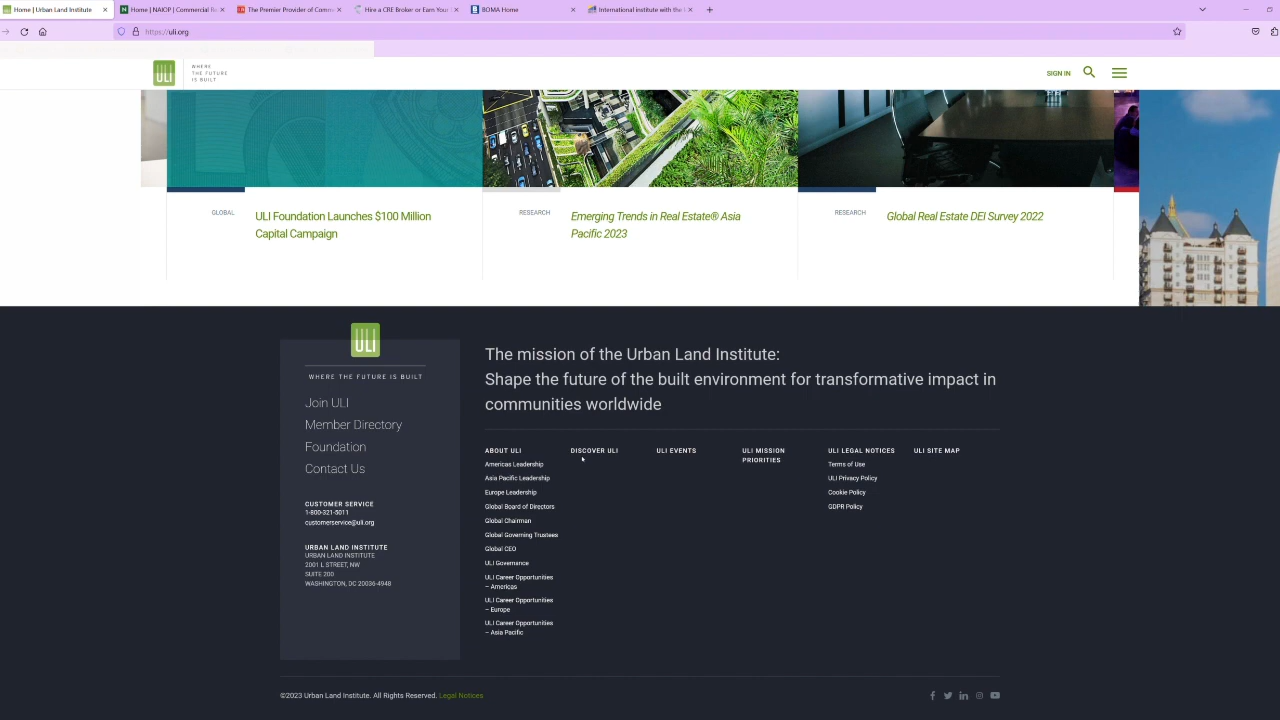 Home | Urban Land Institute
Home | NAIOP | Commercial R
The Premier Provider of Comm
Hire a CRE Broker or Earn Your
BOMA Home
International institute with the
https://uli.org
ULI
WHERE
THE FUTURE
IS BUILT
SIGN IN
GLOBAL
ULI Foundation Launches $100 Million
Capital Campaign
RESEARCH
Emerging Trends in Real Estate® Asia
Pacific 2023
RESEARCH
Global Real Estate DEI Survey 2022
ULI
WHERE THE FUTURE IS BUILT
Join ULI
Member Directory
Foundation
Contact Us
CUSTOMER SERVICE
1-800-321-5011
customerservice@uli.org
URBAN LAND INSTITUTE
URBAN LAND INSTITUTE
2001 L STREET, NW
SUITE 200
WASHINGTON, DC 20036-4948
The mission of the Urban Land Institute:
Shape the future of the built environment for transformative impact in
communities worldwide
ABOUT ULI
Americas Leadership
Asia Pacific Leadership
Europe Leadership
Global Board of Directors
Global Chairman
Global Governing Trustees
Global CEO
ULI Governance
ULI Career Opportunities
– Americas
ULI Career Opportunities
– Europe
ULI Career Opportunities
– Asia Pacific
DISCOVER ULI
ULI EVENTS
ULI MISSION
PRIORITIES
ULI LEGAL NOTICES
Terms of Use
ULI Privacy Policy
Cookie Policy
GDPR Policy
ULI SITE MAP
©2023 Urban Land Institute. All Rights Reserved. Legal Notices